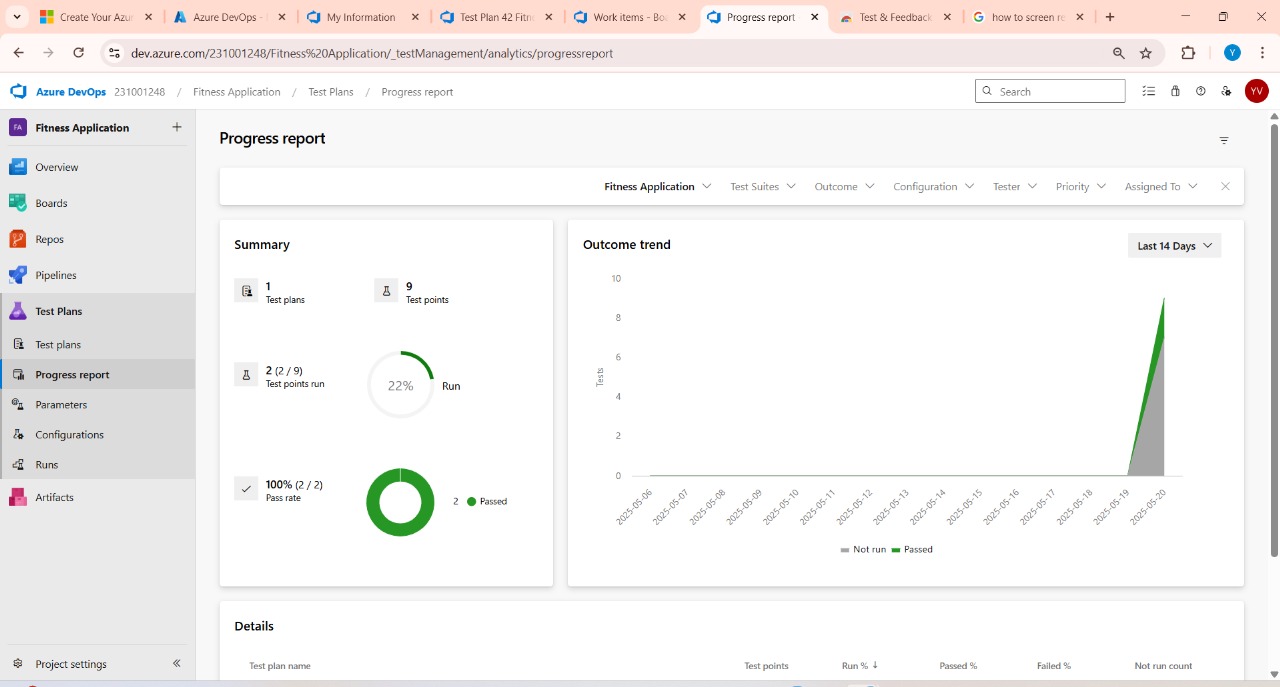 Create Your Azur
Azure DevOps -
My Information
Test Plan 42 Fitn
Work items - Bo
Progress report
Test & Feedback
how to screen re
dev.azure.com/231001248/Fitness%20Application/_testManagement/analytics/progressreport
Y
Azure DevOps 231001248 / Fitness Application / Test Plans / Progress report
Search
YV
FA Fitness Application
Overview
Boards
Repos
Pipelines
Test Plans
Test plans
Progress report
Parameters
Configurations
Runs
Artifacts
Project settings
Progress report
Fitness Application Test Suites Outcome Configuration Tester Priority Assigned To
Summary
1
Test plans
9
Test points
2 (2 / 9)
Test points run
22% Run
100% (2 / 2)
Pass rate
2 Passed
Outcome trend
Last 14 Days
10
8
6
4
2
0
Tests
2025-05-06
2025-05-07
2025-05-08
2025-05-09
2025-05-10
2025-05-11
2025-05-12
2025-05-13
2025-05-14
2025-05-15
2025-05-16
2025-05-17
2025-05-18
2025-05-19
2025-05-20
Not run Passed
Details
Test plan name Test points Run % ↓ Passed % Failed % Not run count